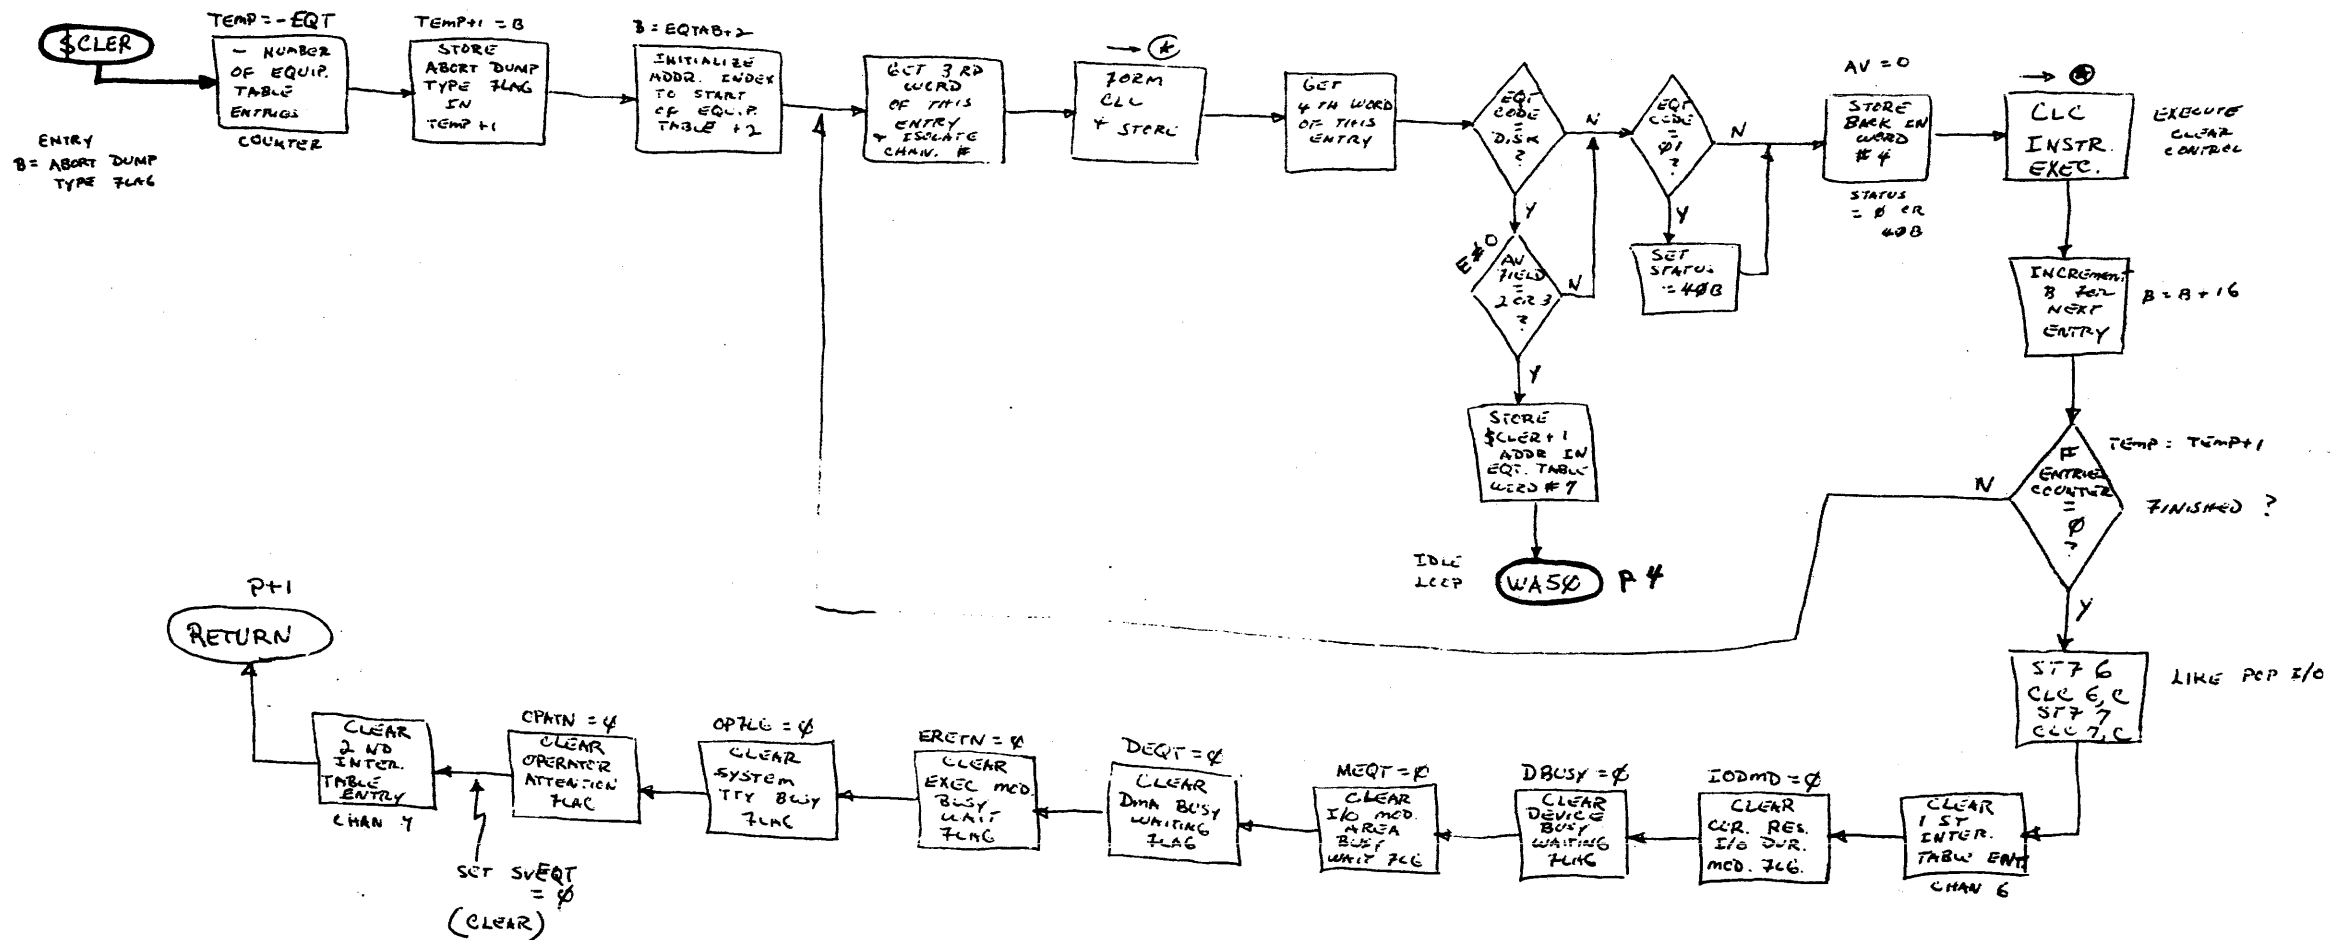 $CLER
ENTRY
B = ABORT DUMP
TYPE FLAG
TEMP = -EQT
- NUMBER
OF EQUIP.
TABLE
ENTRIES
COUNTER
TEMP+1 = B
STORE
ABORT DUMP
TYPE FLAG
IN
TEMP+1
B = EQTAB+2
INITIALIZE
ADDR. INDEX
TO START
OF EQUIP.
TABLE +2
GET 3 RD
WORD
OF THIS
ENTRY
+ ISOLATE
CHAN. #
→ *
FORM
CLC
+ STORE
GET
4 TH WORD
OF THIS
ENTRY
EQT
CODE
=
DISK
?
N
Y
E≠0
AV
FIELD
=
2 OR 3
?
N
Y
STORE
$CLER+1
ADDR IN
EQT. TABLE
WORD # 7
IDLE
LOOP
WA5Ø
P 4
EQT
CODE
=
Ø1
?
N
Y
SET
STATUS
= 4ØB
AV = 0
STORE
BACK IN
WORD
# 4
STATUS
= Ø OR
4ØB
→ *
CLC
INSTR.
EXEC.
EXECUTE
CLEAR
CONTROL
INCREMENT
B FOR
NEXT
ENTRY
B = B + 16
TEMP = TEMP+1
#
ENTRIES
COUNTER
=
Ø
?
FINISHED ?
N
Y
STF 6
CLC 6, C
STF 7
CLC 7, C
LIKE POP I/O
CLEAR
1 ST
INTER.
TABLE ENT
CHAN 6
IODMD = Ø
CLEAR
CUR. RES.
I/O DUR.
MOD. FLG.
DBUSY = Ø
CLEAR
DEVICE
BUSY
WAITING
FLAG
MEQT = Ø
CLEAR
I/O MOD.
AREA
BUSY
WAIT FLG
DEQT = Ø
CLEAR
DMA BUSY
WAITING
FLAG
ERETN = Ø
CLEAR
EXEC MOD.
BUSY
WAIT
FLAG
OPFLG = Ø
CLEAR
SYSTEM
TTY BUSY
FLAG
OPATN = Ø
CLEAR
OPERATOR
ATTENTION
FLAG
SET SVEQT
= Ø
(CLEAR)
CLEAR
2 ND
INTER.
TABLE
ENTRY
CHAN 7
P+1
RETURN